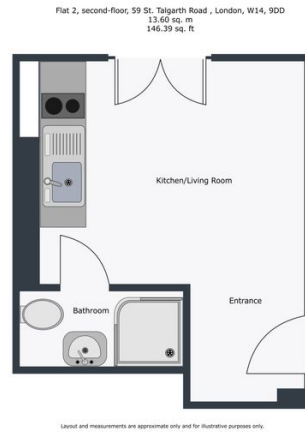 Flat 2, second-floor, 59 St. Talgarth Road , London, W14, 9DD
13.60 sq. m
146.39 sq. ft
Kitchen/Living Room
Entrance
Bathroom
Layout and measurements are approximate only and for illustrative purposes only.